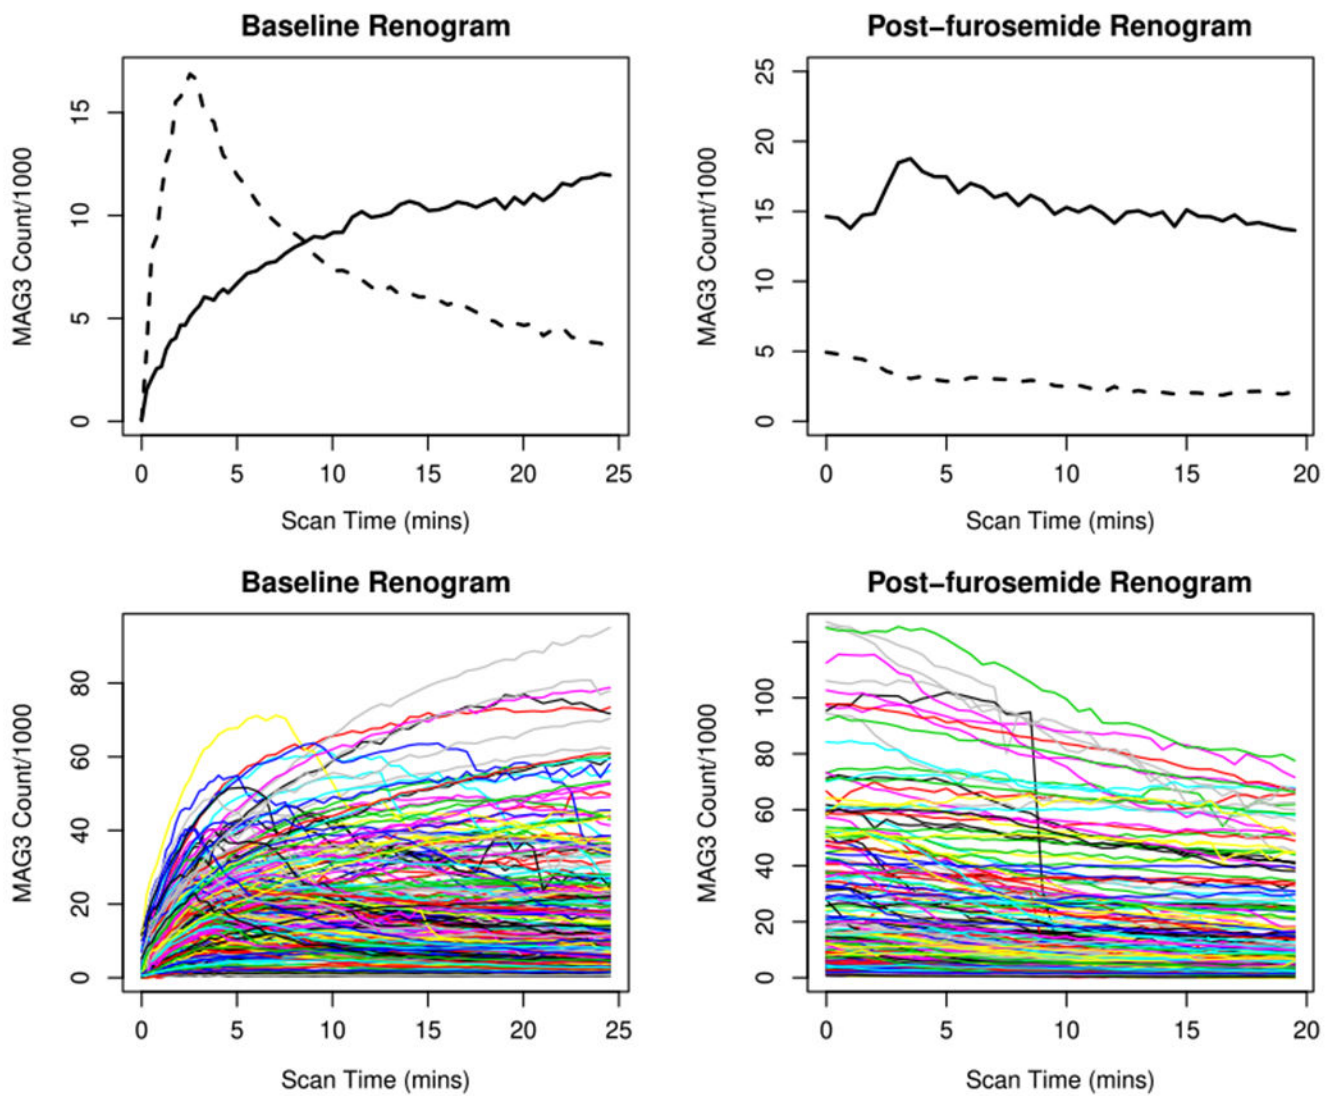 Baseline Renogram
MAG3 Count/1000
15
10
5
0
0 5 10 15 20 25
Scan Time (mins)
Post−furosemide Renogram
MAG3 Count/1000
25
20
15
10
5
0
0 5 10 15 20
Scan Time (mins)
Baseline Renogram
MAG3 Count/1000
80
60
40
20
0
0 5 10 15 20 25
Scan Time (mins)
Post−furosemide Renogram
MAG3 Count/1000
100
80
60
40
20
0
0 5 10 15 20
Scan Time (mins)